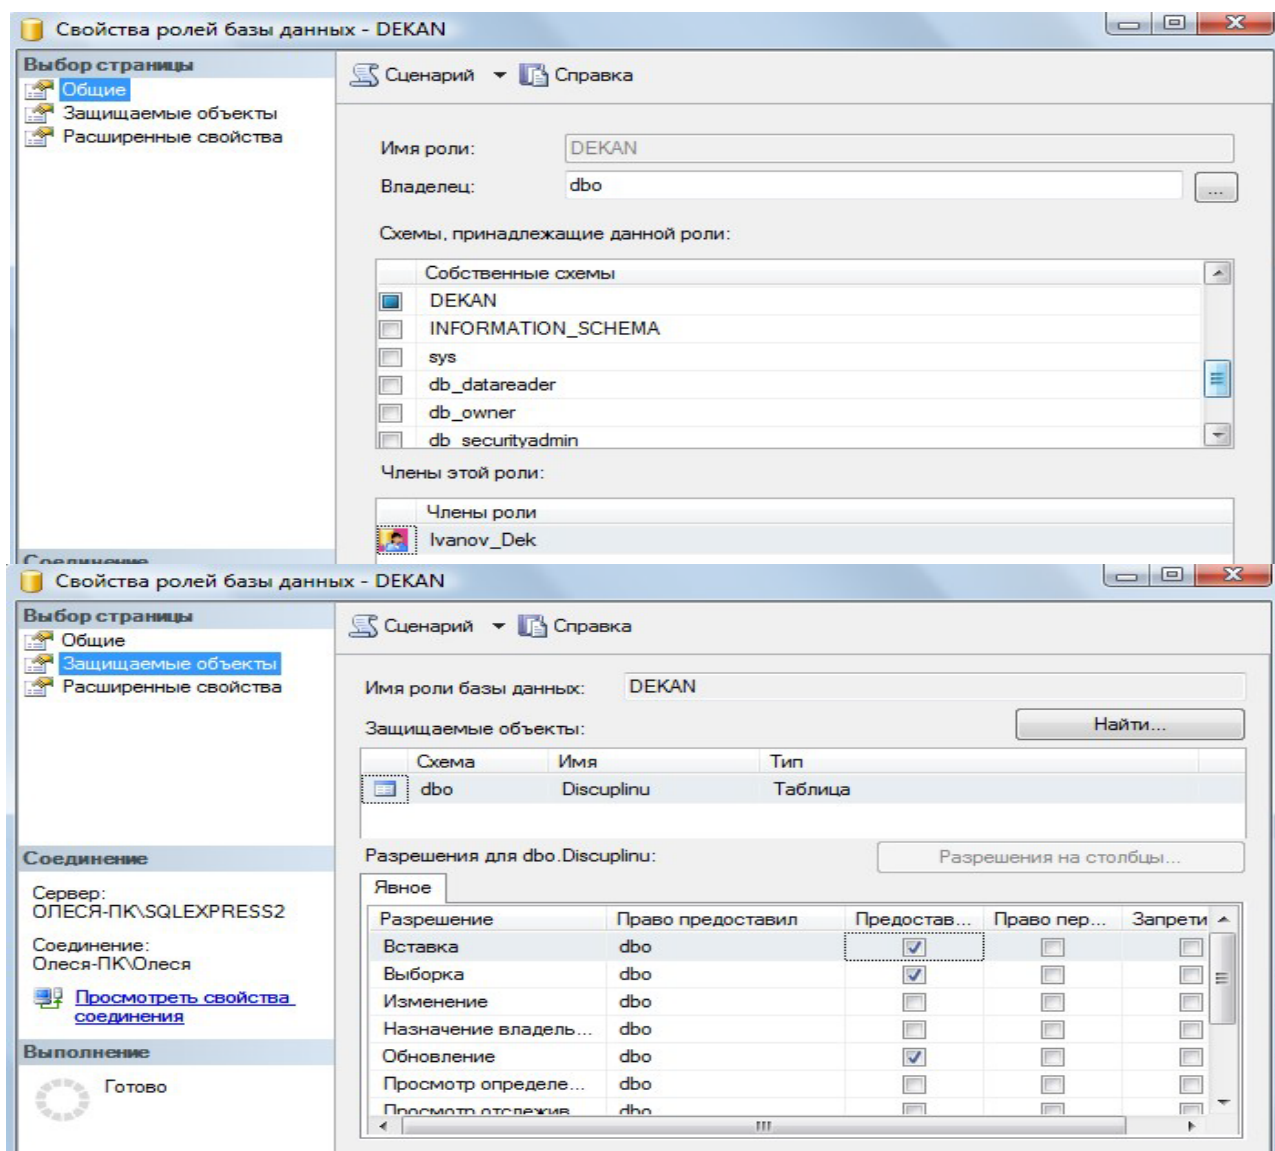 Свойства ролей базы данных - DEKAN
Выбор страницы
Общие
Защищаемые объекты
Расширенные свойства
Сценарий Справка
Имя роли: DEKAN
Владелец: dbo ...
Схемы, принадлежащие данной роли:
Собственные схемы
DEKAN
INFORMATION_SCHEMA
sys
db_datareader
db_owner
db_securityadmin
Члены этой роли:
Члены роли
Ivanov_Dek
Соединение
Свойства ролей базы данных - DEKAN
Выбор страницы
Общие
Защищаемые объекты
Расширенные свойства
Сценарий Справка
Имя роли базы данных: DEKAN
Защищаемые объекты: Найти...
Схема Имя Тип
dbo Discuplinu Таблица
Разрешения для dbo.Discuplinu: Разрешения на столбцы...
Явное
Разрешение Право предоставил Предостав... Право пер... Запрети
Вставка dbo
Выборка dbo
Изменение dbo
Назначение владель... dbo
Обновление dbo
Просмотр определе... dbo
Просмотр отслежив dbo
Соединение
Сервер:
ОЛЕСЯ-ПК\SQLEXPRESS2
Соединение:
Олеся-ПК\Олеся
Просмотреть свойства
соединения
Выполнение
Готово